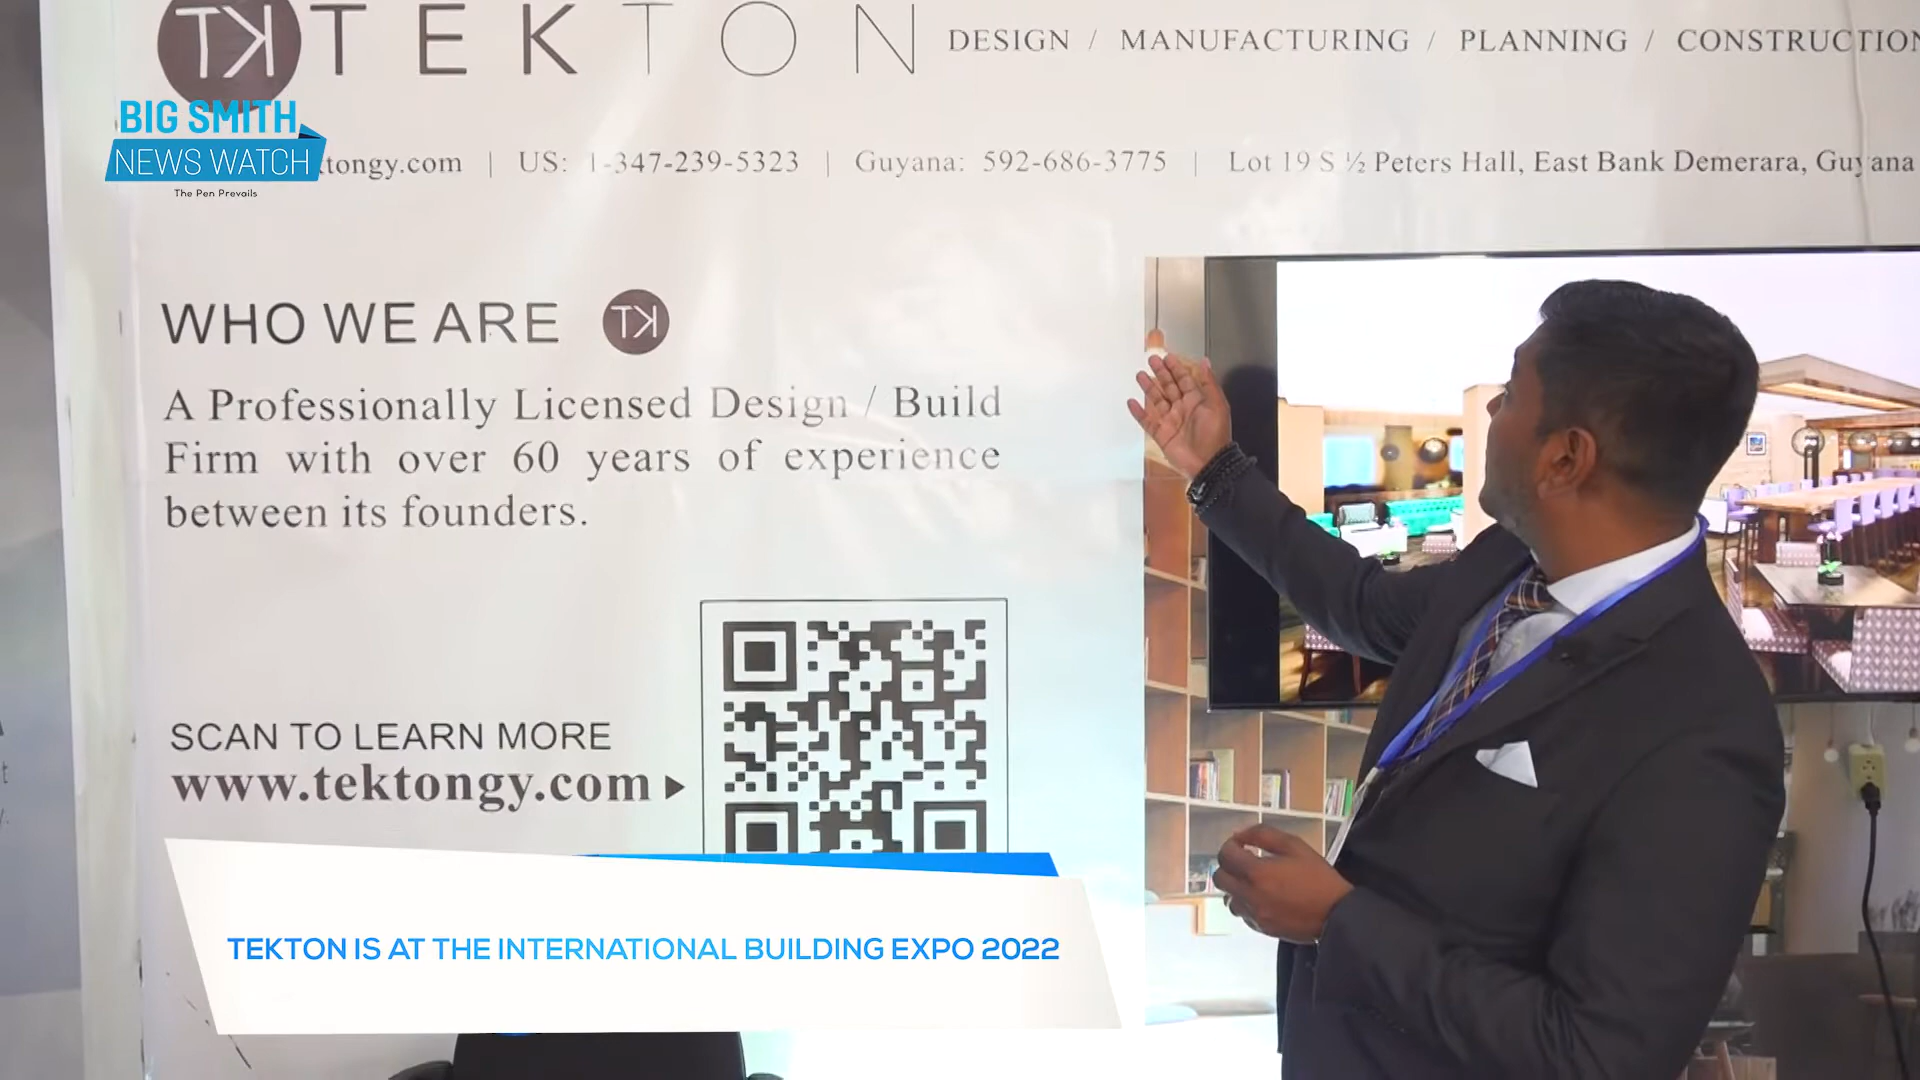 TK TEKTON DESIGN / MANUFACTURING / PLANNING / CONSTRUCTION
BIG SMITH
NEWS WATCH
The Pen Prevails
tongy.com | US: 1-347-239-5323 | Guyana: 592-686-3775 | Lot 19 S ½ Peters Hall, East Bank Demerara, Guyana
WHO WE ARE TK
A Professionally Licensed Design / Build
Firm with over 60 years of experience
between its founders.
SCAN TO LEARN MORE
www.tektongy.com
TEKTON IS AT THE INTERNATIONAL BUILDING EXPO 2022